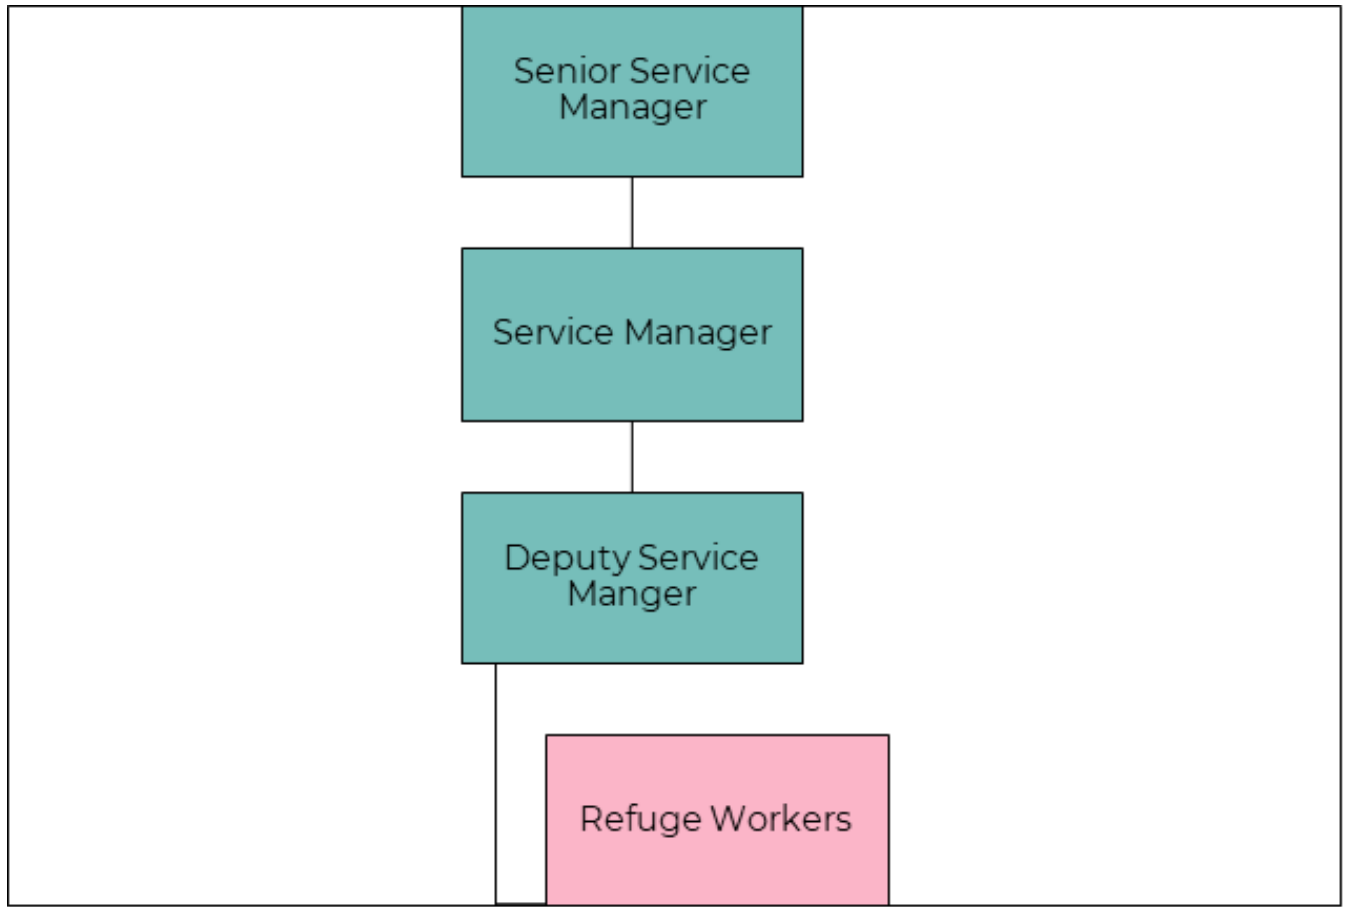 Senior Service
Manager
Service Manager
Deputy Service
Manger
Refuge Workers